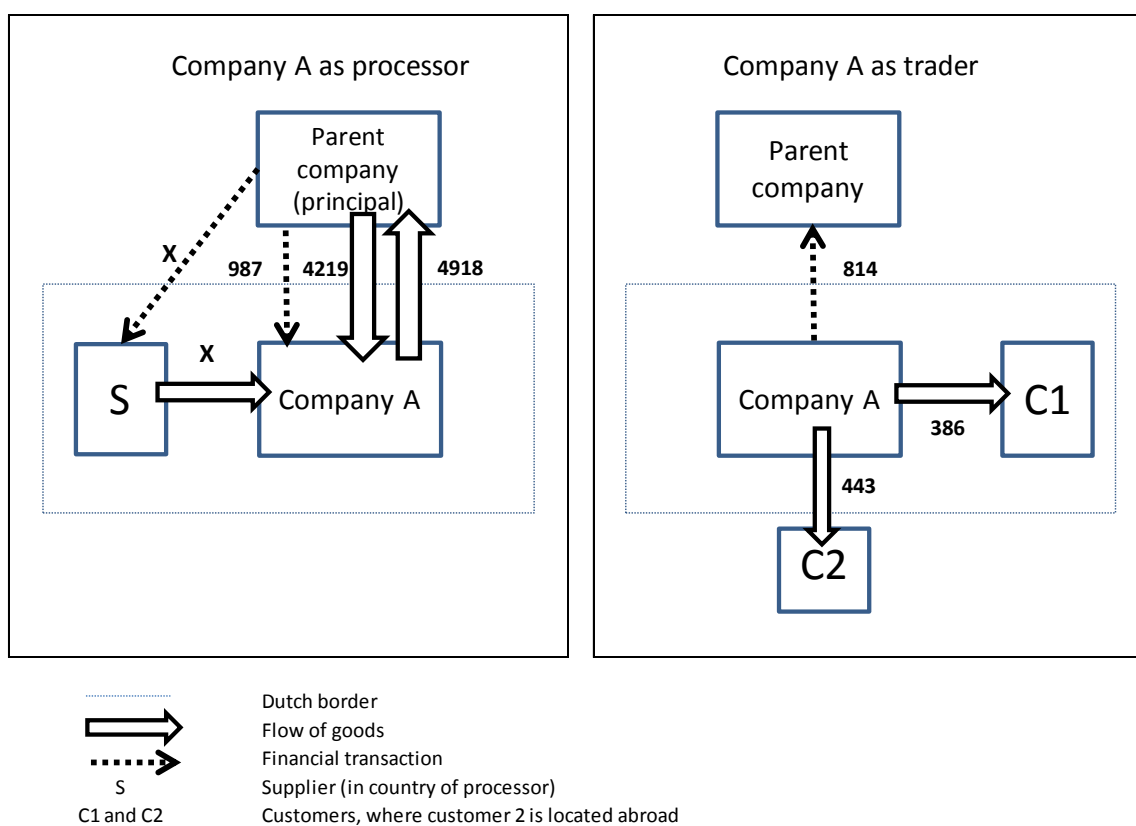 Company A as processor
Parent
company
(principal)
X
987
4219
4918
X
S
Company A
Company A as trader
Parent
company
814
Company A
C1
386
443
C2
Dutch border
Flow of goods
Financial transaction
S Supplier (in country of processor)
C1 and C2 Customers, where customer 2 is located abroad